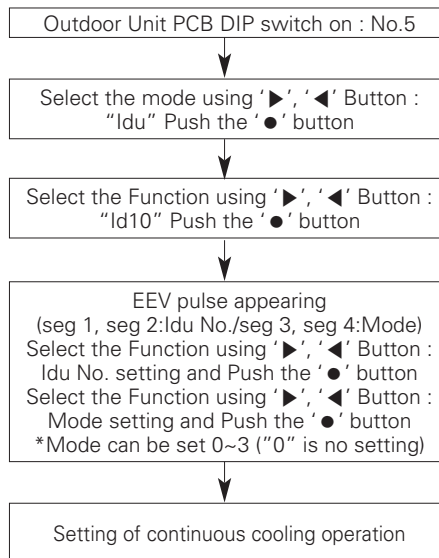 Outdoor Unit PCB DIP switch on : No.5
Select the mode using ‘▶’, ‘◀’ Button :
“Idu” Push the ‘●’ button
Select the Function using ‘▶’, ‘◀’ Button :
“Id10” Push the ‘●’ button
EEV pulse appearing
(seg 1, seg 2:Idu No./seg 3, seg 4:Mode)
Select the Function using ‘▶’, ‘◀’ Button :
Idu No. setting and Push the ‘●’ button
Select the Function using ‘▶’, ‘◀’ Button :
Mode setting and Push the ‘●’ button
*Mode can be set 0~3 ("0" is no setting)
Setting of continuous cooling operation